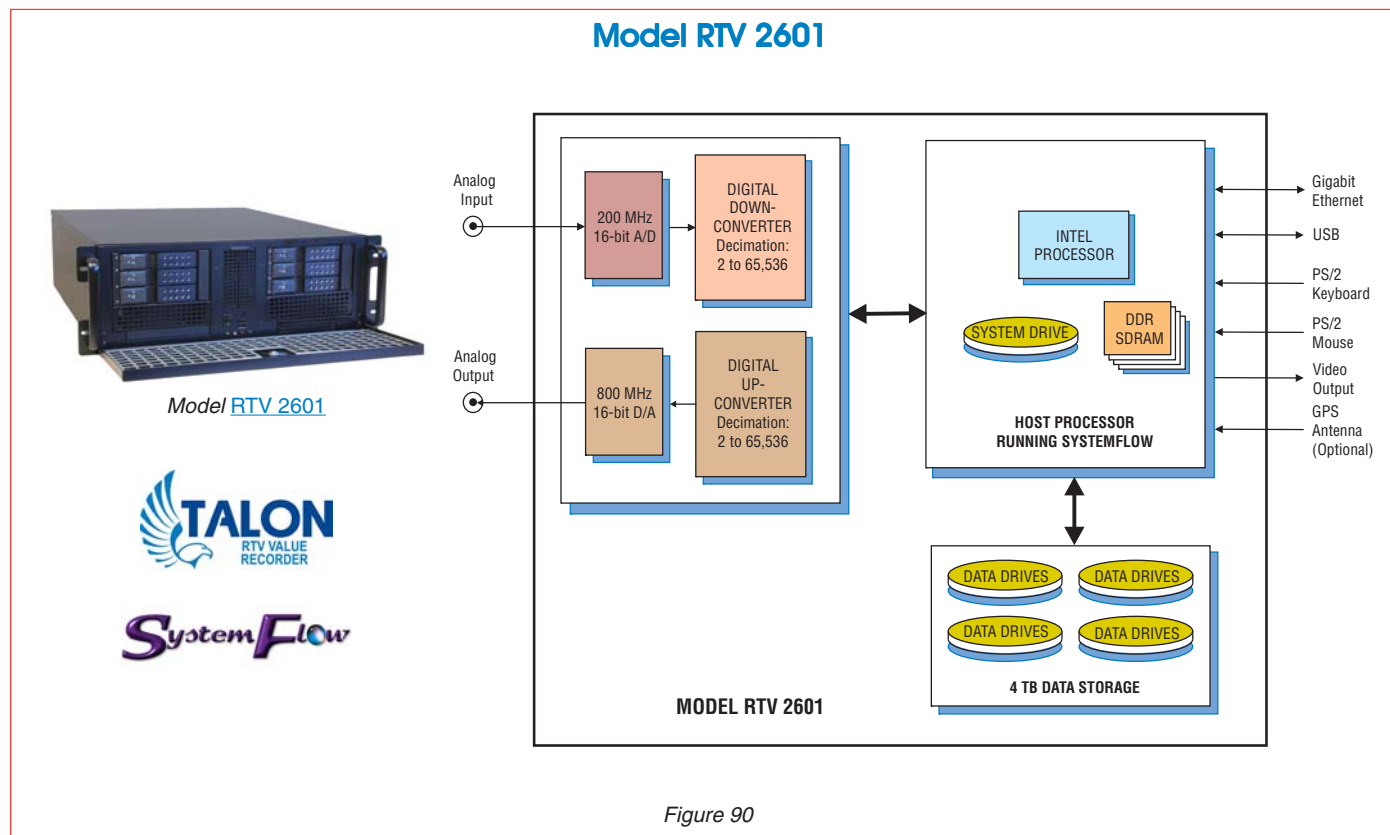 Model RTV 2601
Model RTV 2601
TALON
RTV VALUE
RECORDER
SystemFlow
Analog
Input
Analog
Output
200 MHz
16-bit A/D
DIGITAL
DOWN-
CONVERTER
Decimation:
2 to 65,536
800 MHz
16-bit D/A
DIGITAL
UP-
CONVERTER
Decimation:
2 to 65,536
INTEL
PROCESSOR
SYSTEM DRIVE
DDR
SDRAM
HOST PROCESSOR
RUNNING SYSTEMFLOW
Gigabit
Ethernet
USB
PS/2
Keyboard
PS/2
Mouse
Video
Output
GPS
Antenna
(Optional)
DATA DRIVES
DATA DRIVES
DATA DRIVES
DATA DRIVES
4 TB DATA STORAGE
MODEL RTV 2601
Figure 90